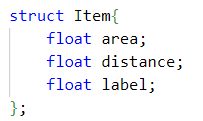 struct Item{
    float area;
    float distance;
    float label;
};